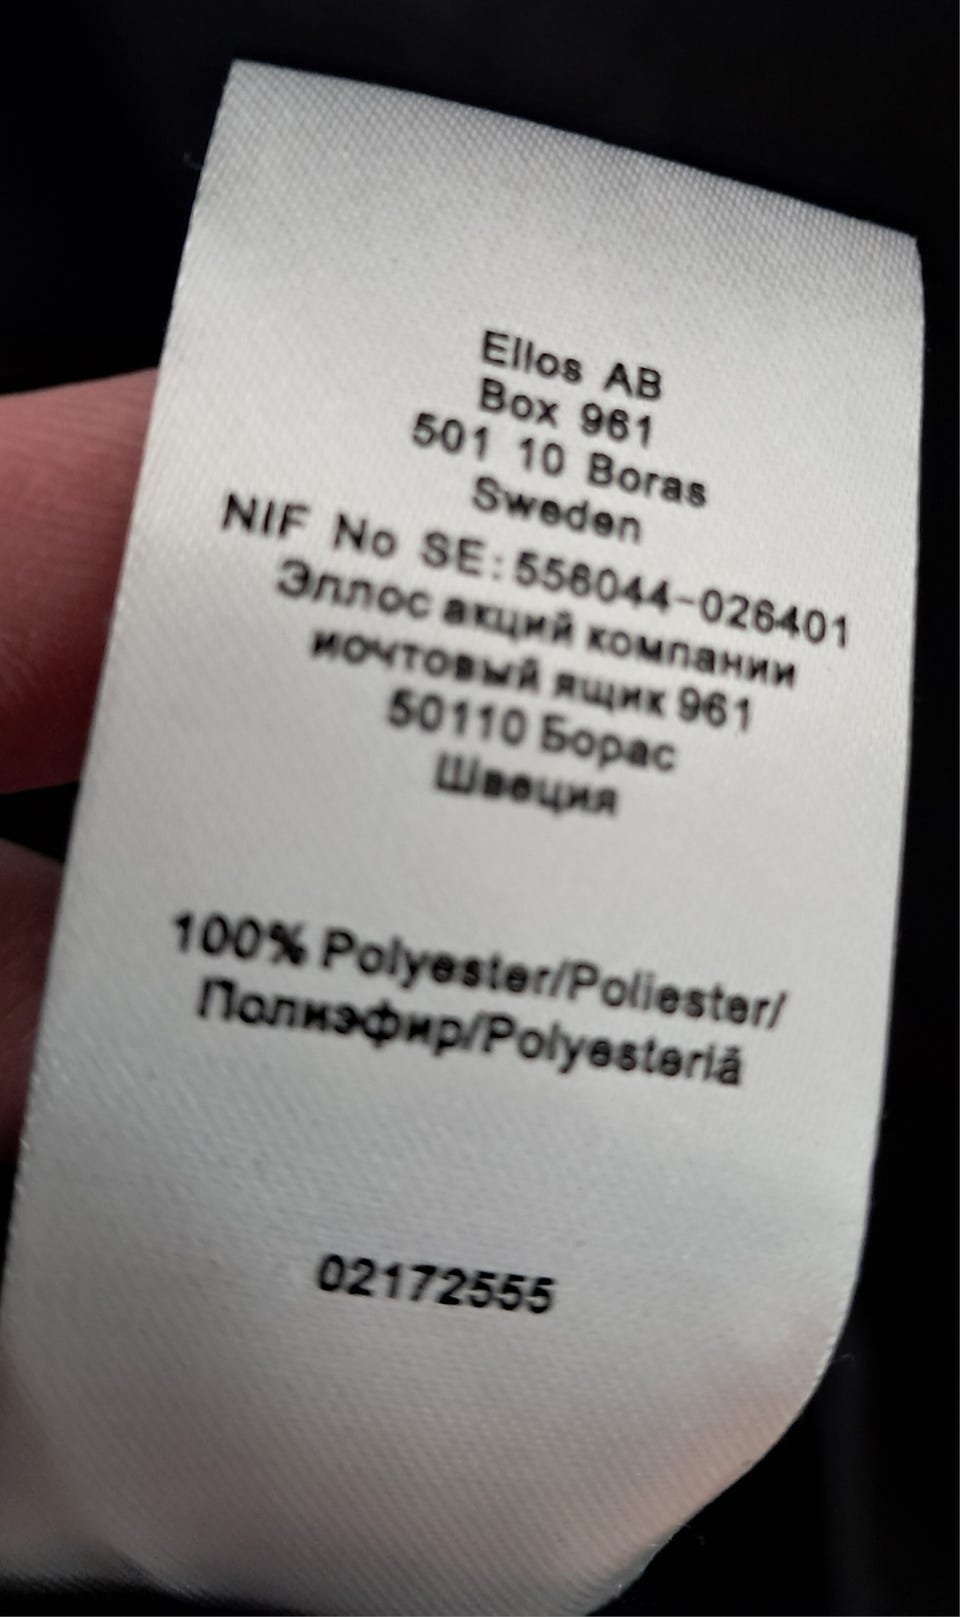 Ellos AB
Box 961
501 10 Boras
Sweden
NIF No SE:556044-026401
Эллос акций компании
иочтовый ящик 961
50110 Борас
Швеция
100% Polyester/Poliester/
Полиэфир/Polyesteriä
02172555